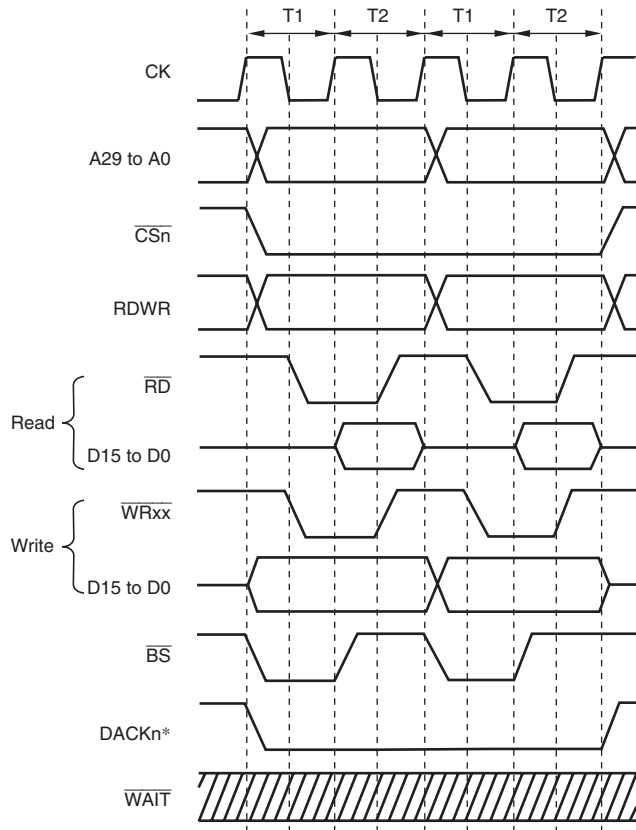 T1 T2 T1 T2
CK
A29 to A0
CSn
RDWR
RD
Read
D15 to D0
WRxx
Write
D15 to D0
BS
DACKn*
WAIT